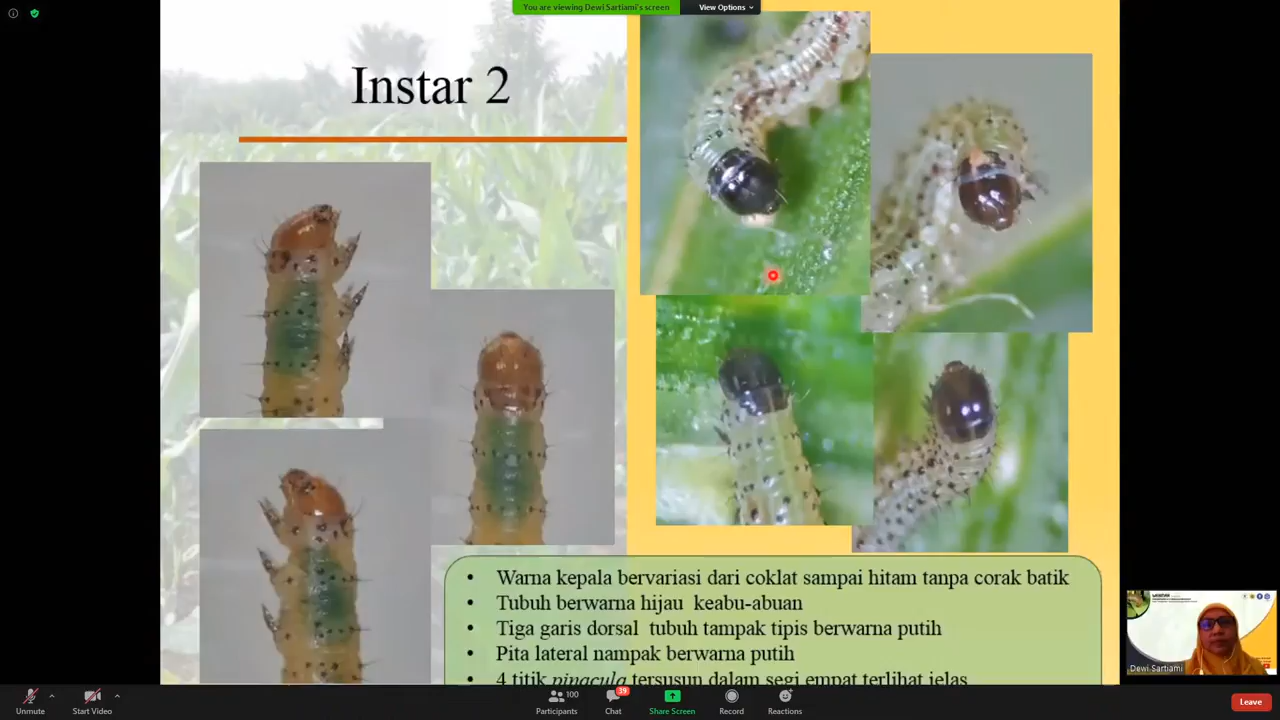 You are viewing Dewi Sartiami's screen
View Options
Instar 2
• Warna kepala bervariasi dari coklat sampai hitam tanpa corak batik
• Tubuh berwarna hijau keabu-abuan
• Tiga garis dorsal tubuh tampak tipis berwarna putih
• Pita lateral nampak berwarna putih
• 4 titik pinacula tersusun dalam segi empat terlihat jelas
Dewi Sartiami
Unmute
Start Video
100
Participants
39
Chat
Share Screen
Record
Reactions
Leave